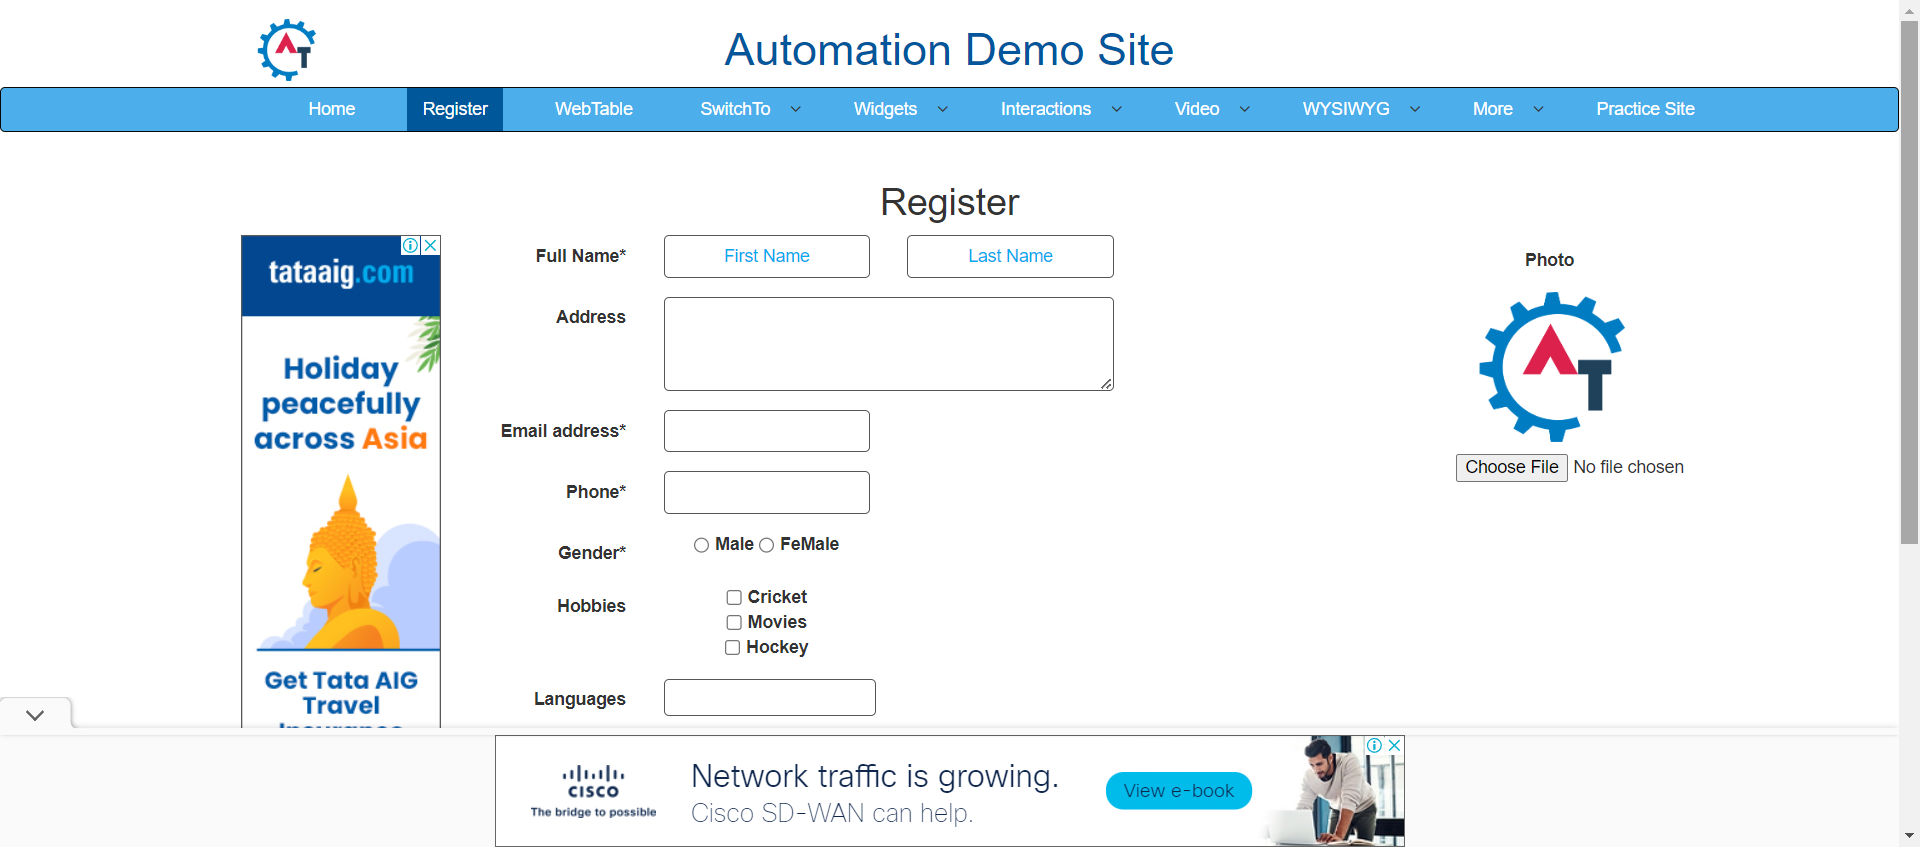 AT
Automation Demo Site
Home Register WebTable SwitchTo Widgets Interactions Video WYSIWYG More Practice Site
Register
tataaig.com
Holiday
peacefully
across Asia
Get Tata AIG
Travel
Insurance
Full Name* First Name Last Name
Address
Email address*
Phone*
Gender* Male FeMale
Hobbies Cricket
Movies
Hockey
Languages
Photo
AT
Choose File No file chosen
CISCO
The bridge to possible
Network traffic is growing.
Cisco SD-WAN can help.
View e-book